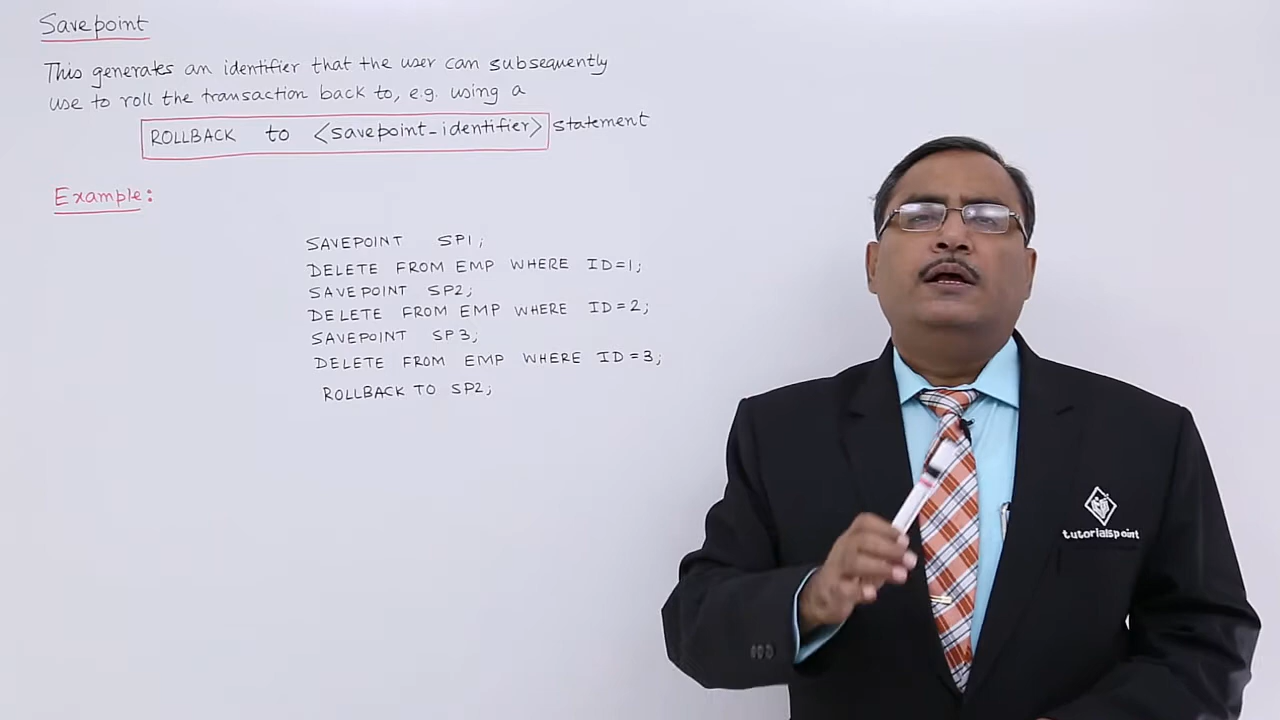 Savepoint
This generates an identifier that the user can subsequently
use to roll the transaction back to, e.g. using a
ROLLBACK to <savepoint_identifier> statement
Example:
SAVEPOINT SP1;
DELETE FROM EMP WHERE ID=1;
SAVEPOINT SP2;
DELETE FROM EMP WHERE ID=2;
SAVEPOINT SP3;
DELETE FROM EMP WHERE ID=3;
ROLLBACK TO SP2;
tutorialspoint